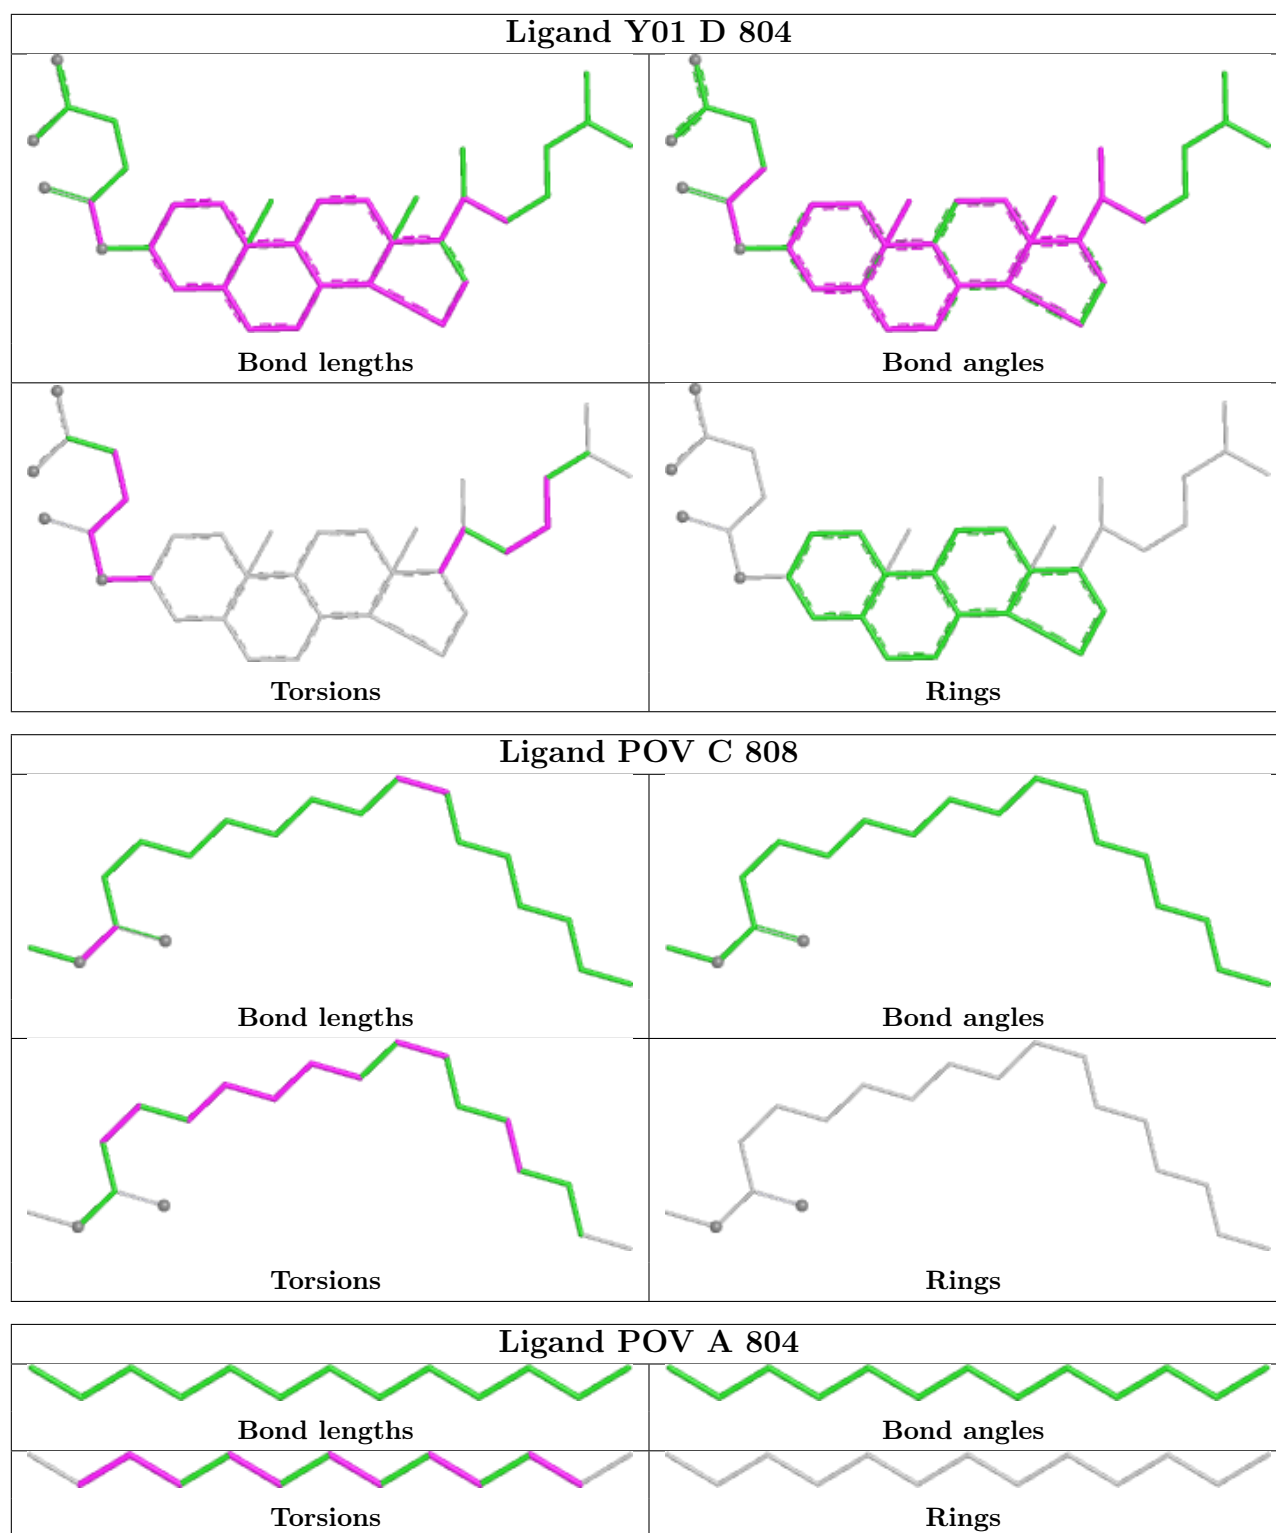 Ligand Y01 D 804
Bond lengths
Bond angles
Torsions
Rings
Ligand POV C 808
Bond lengths
Bond angles
Torsions
Rings
Ligand POV A 804
Bond lengths
Bond angles
Torsions
Rings